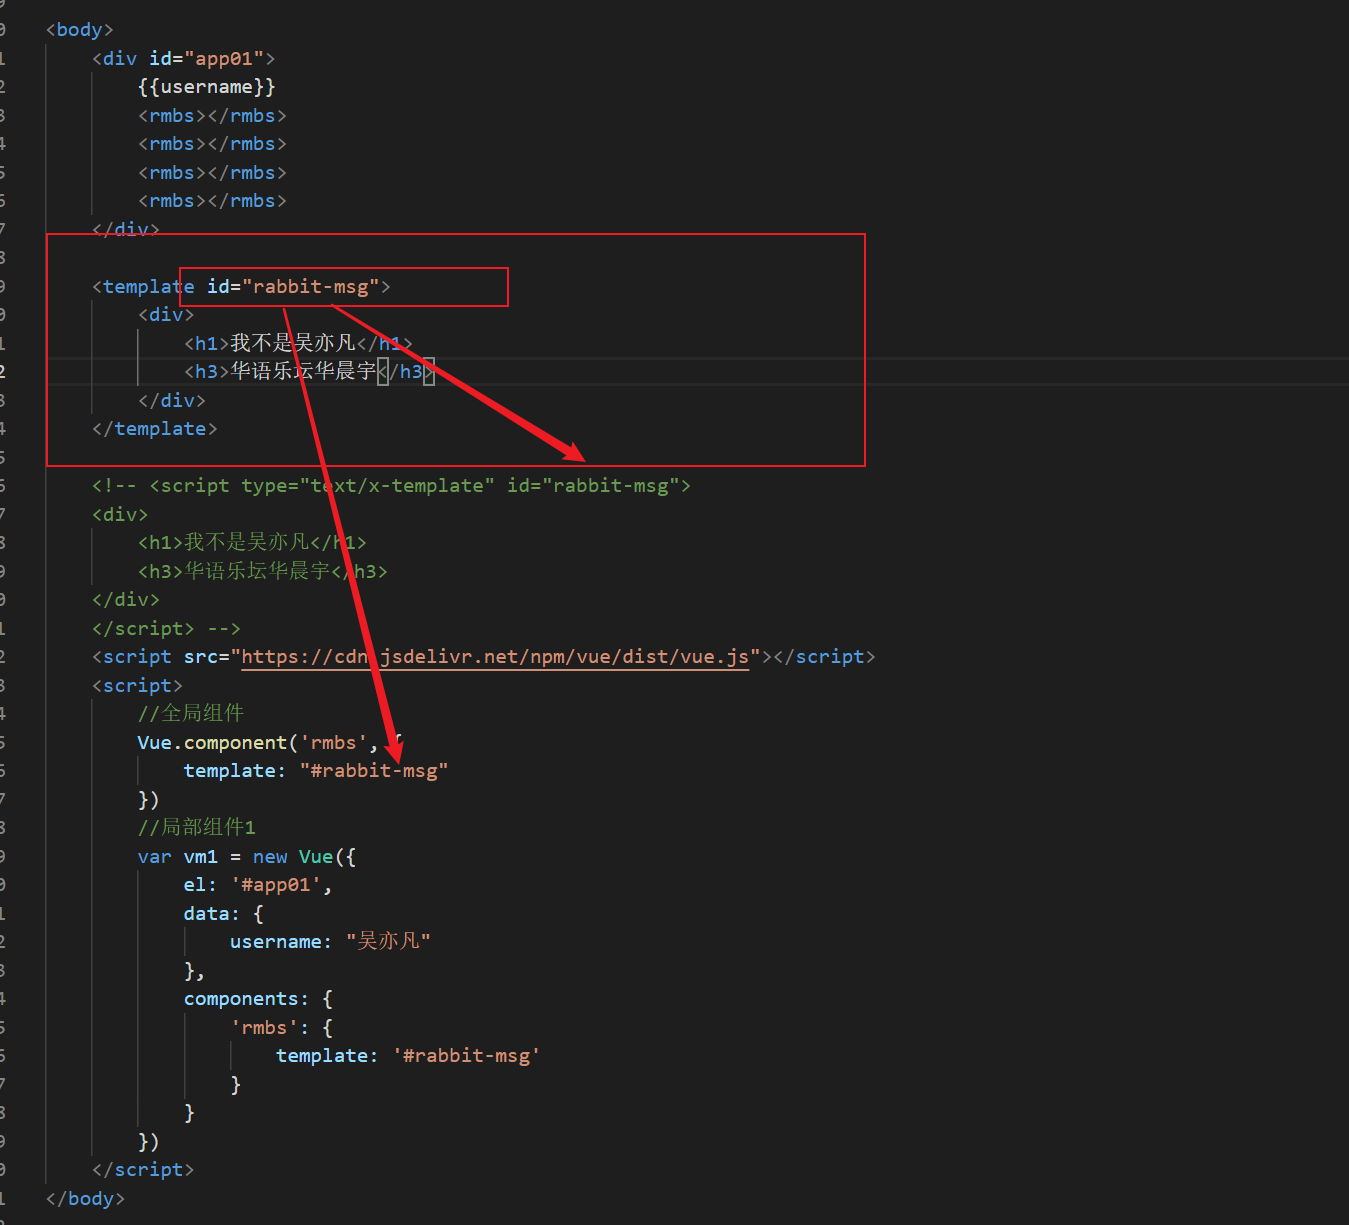 <body>
<div id="app01">
{{username}}
<rmbs></rmbs>
<rmbs></rmbs>
<rmbs></rmbs>
<rmbs></rmbs>
</div>
<template id="rabbit-msg">
<div>
<h1>我不是吴亦凡</h1>
<h3>华语乐坛华晨宇</h3>
</div>
</template>
<!-- <script type="text/x-template" id="rabbit-msg">
<div>
<h1>我不是吴亦凡</h1>
<h3>华语乐坛华晨宇</h3>
</div>
</script> -->
<script src="https://cdn.jsdelivr.net/npm/vue/dist/vue.js"></script>
<script>
//全局组件
Vue.component('rmbs', {
template: "#rabbit-msg"
})
//局部组件1
var vm1 = new Vue({
el: '#app01',
data: {
username: "吴亦凡"
},
components: {
'rmbs': {
template: '#rabbit-msg'
}
}
})
</script>
</body>